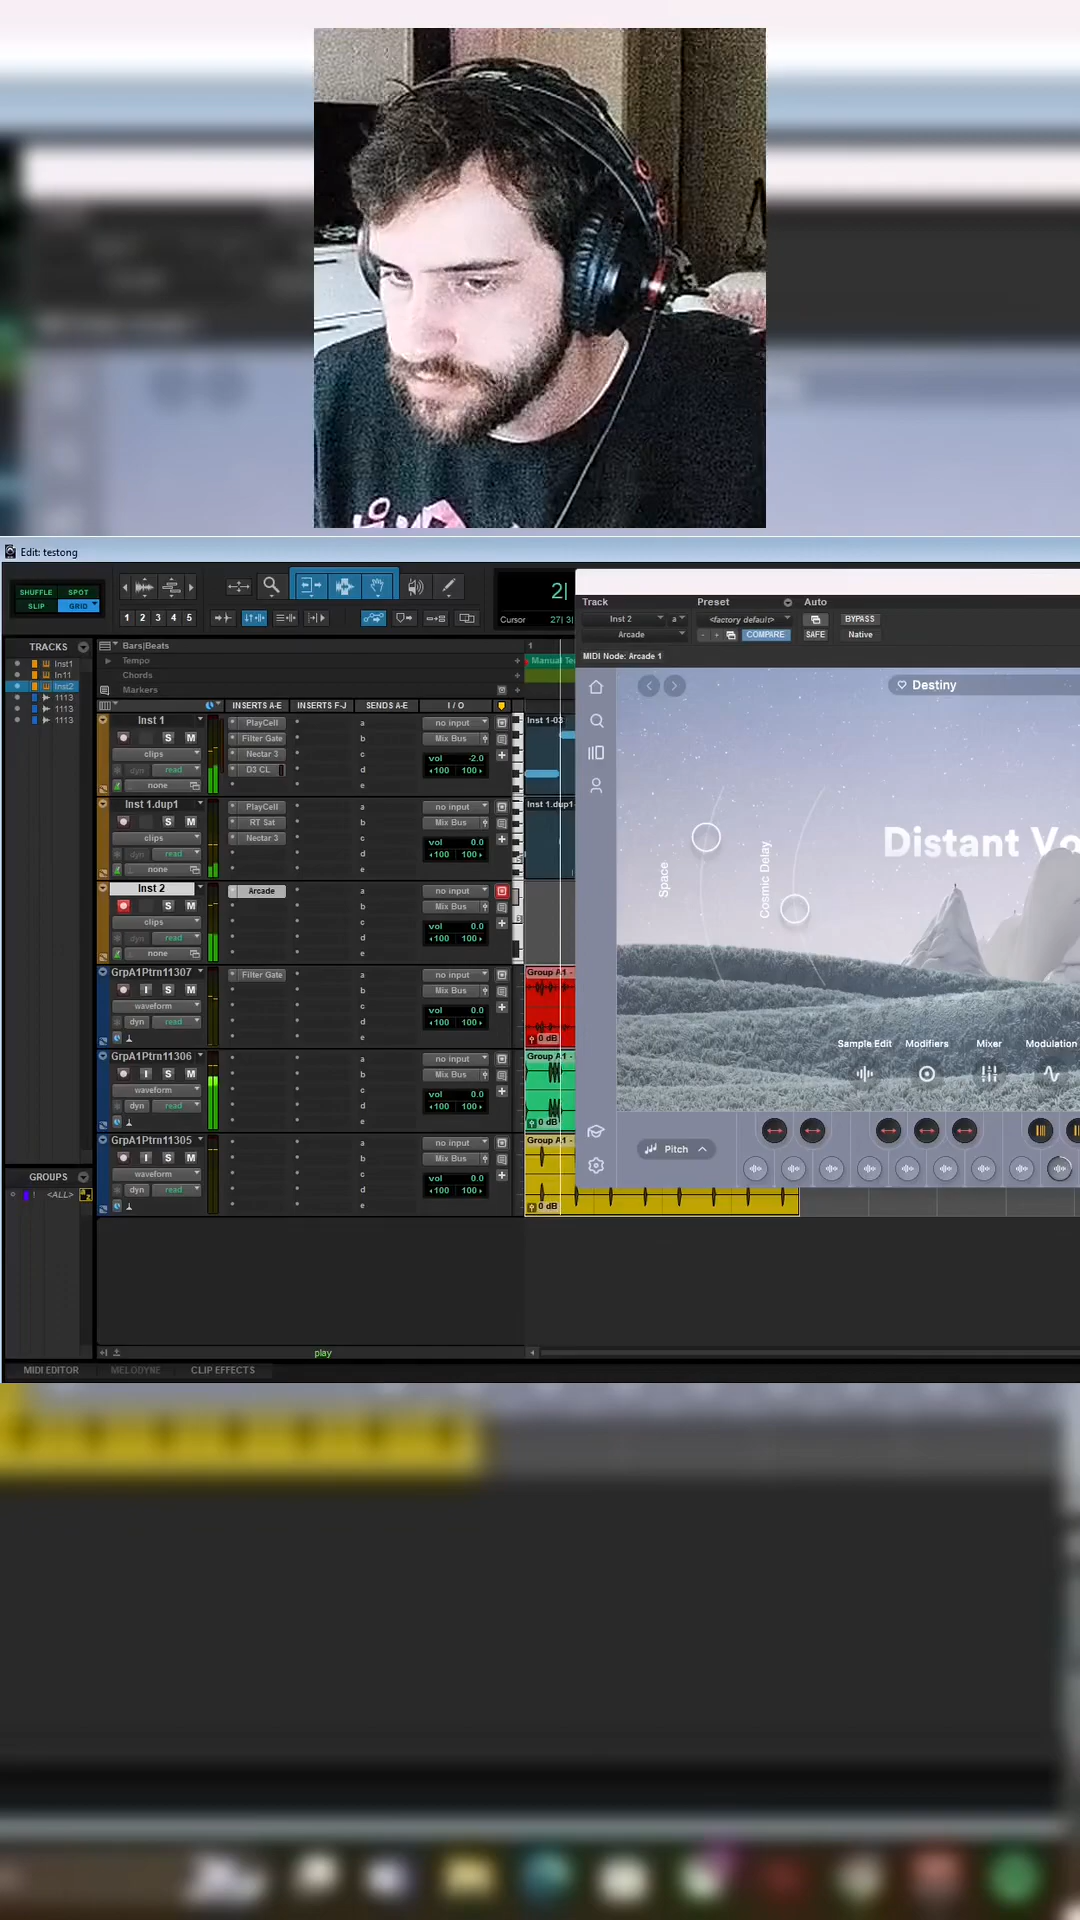 Edit: testong
SHUFFLE SPOT
SLIP GRID
1 2 3 4 5
2|
Cursor 27| 3|
Track Preset Auto
Inst 2 a <factory default> BYPASS
Arcade - + COMPARE SAFE Native
MIDI Node: Arcade 1
Destiny
Distant Vo
Space
Cosmic Delay
Sample Edit Modifiers Mixer Modulation
Pitch
TRACKS
Inst1
In11
Inst2
1113
1113
1113
Bars|Beats 1
Tempo Manual Te
Chords
Markers
INSERTS A-E INSERTS F-J SENDS A-E I / O
Inst 1 PlayCell a no input Inst 1-03
S M Filter Gate b Mix Bus
clips Nectar 3 c vol -2.0
dyn read D3 CL d 100 100
none e
Inst 1.dup1 PlayCell a no input Inst 1.dup1
S M RT Sat b Mix Bus
clips Nectar 3 c vol 0.0
dyn read d 100 100
none e
Inst 2 Arcade a no input
S M b Mix Bus
clips c vol 0.0
dyn read d 100 100
none e
GrpA1Ptrn11307 Filter Gate a no input Group A1 -
I S M b Mix Bus
waveform c vol 0.0
dyn read d 100 100
e 0 dB
GrpA1Ptrn11306 a no input Group A1 -
I S M b Mix Bus
waveform c vol 0.0
dyn read d 100 100
e 0 dB
GrpA1Ptrn11305 a no input Group A1 -
I S M b Mix Bus
waveform c vol 0.0
dyn read d 100 100
e 0 dB
GROUPS
! <ALL>
play
MIDI EDITOR MELODYNE CLIP EFFECTS